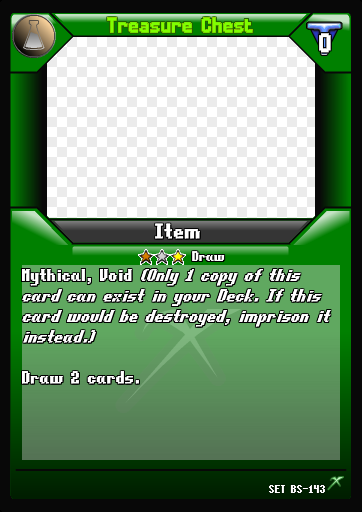 Treasure Chest
0
Item
Draw
Mythical, Void (Only 1 copy of this
card can exist in your Deck. If this
card would be destroyed, imprison it
instead.)
Draw 2 cards.
SET BS-143